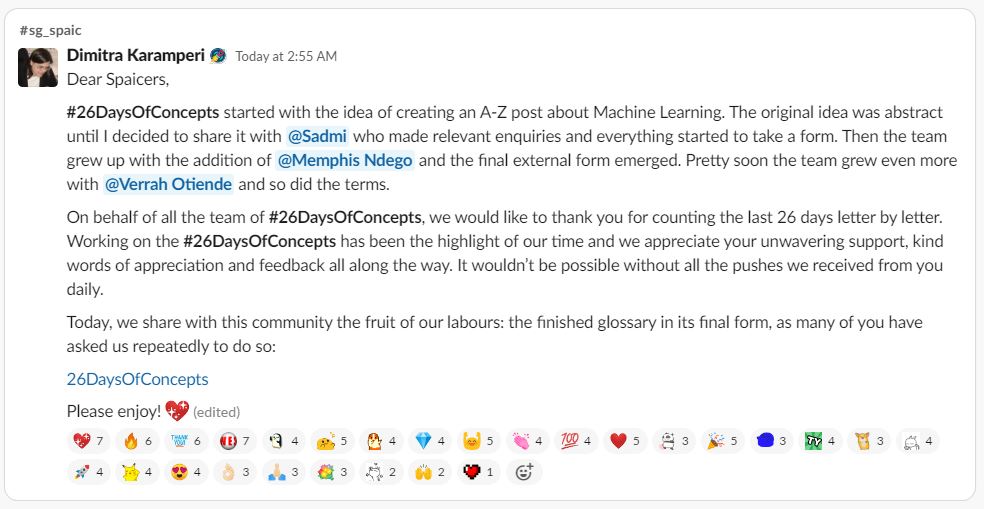 #sg_spaic
Dimitra Karamperi Today at 2:55 AM
Dear Spaicers,
#26DaysOfConcepts started with the idea of creating an A-Z post about Machine Learning. The original idea was abstract
until I decided to share it with @Sadmi who made relevant enquiries and everything started to take a form. Then the team
grew up with the addition of @Memphis Ndego and the final external form emerged. Pretty soon the team grew even more
with @Verrah Otiende and so did the terms.
On behalf of all the team of #26DaysOfConcepts, we would like to thank you for counting the last 26 days letter by letter.
Working on the #26DaysOfConcepts has been the highlight of our time and we appreciate your unwavering support, kind
words of appreciation and feedback all along the way. It wouldn't be possible without all the pushes we received from you
daily.
Today, we share with this community the fruit of our labours: the finished glossary in its final form, as many of you have
asked us repeatedly to do so:
26DaysOfConcepts
Please enjoy! 💖 (edited)
7 6 THANK YOU! 6 7 4 5 4 4 5 4 100 4 5 3 5 3 TY 4 3 4
4 4 4 3 3 3 2 2 1